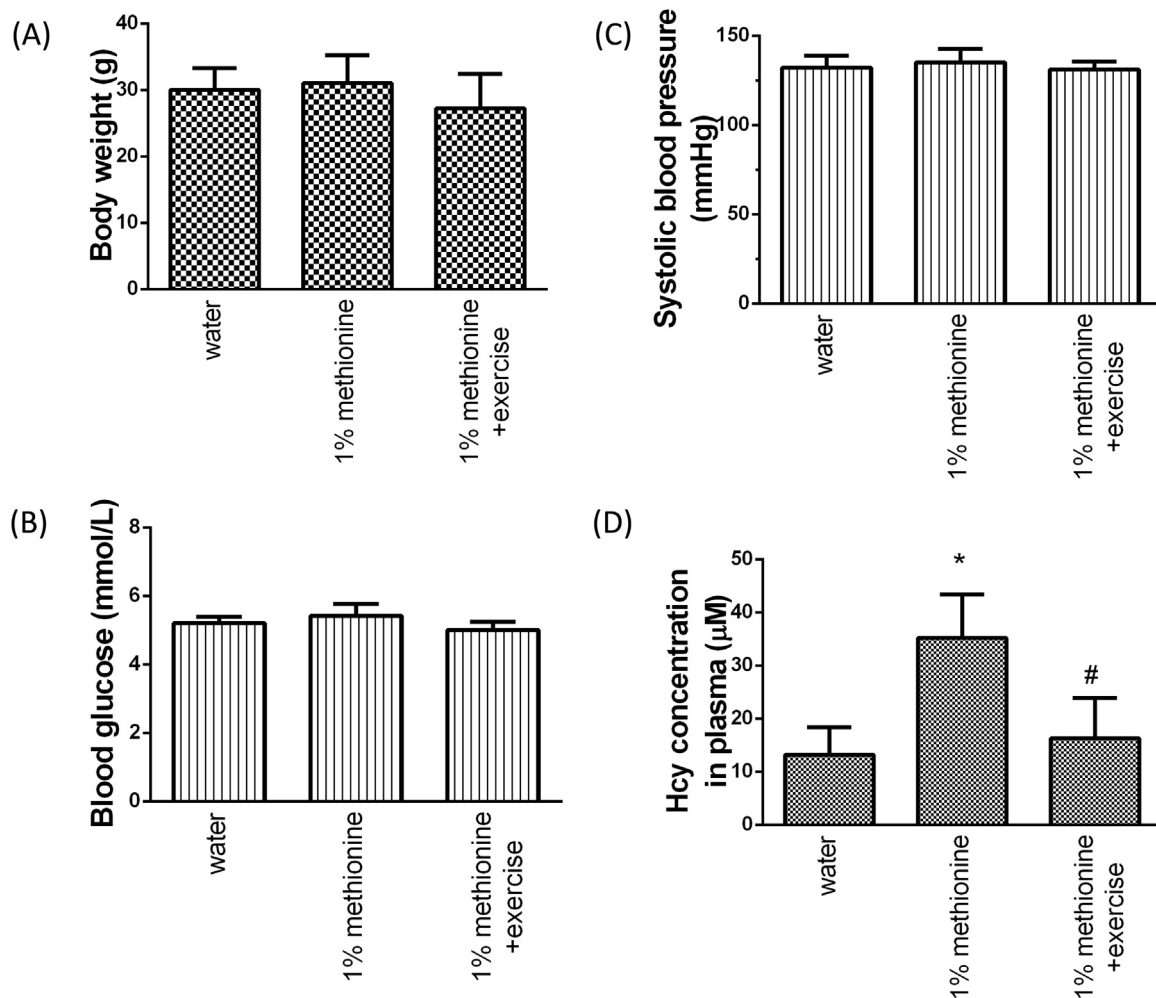 (A)
Body weight (g)
40
30
20
10
0
water
1% methionine
1% methionine
+exercise
(C)
Systolic blood pressure
(mmHg)
150
100
50
0
water
1% methionine
1% methionine
+exercise
(B)
Blood glucose (mmol/L)
8
6
4
2
0
water
1% methionine
1% methionine
+exercise
(D)
Hcy concentration
in plasma (µM)
50
40
30
20
10
0
*
#
water
1% methionine
1% methionine
+exercise